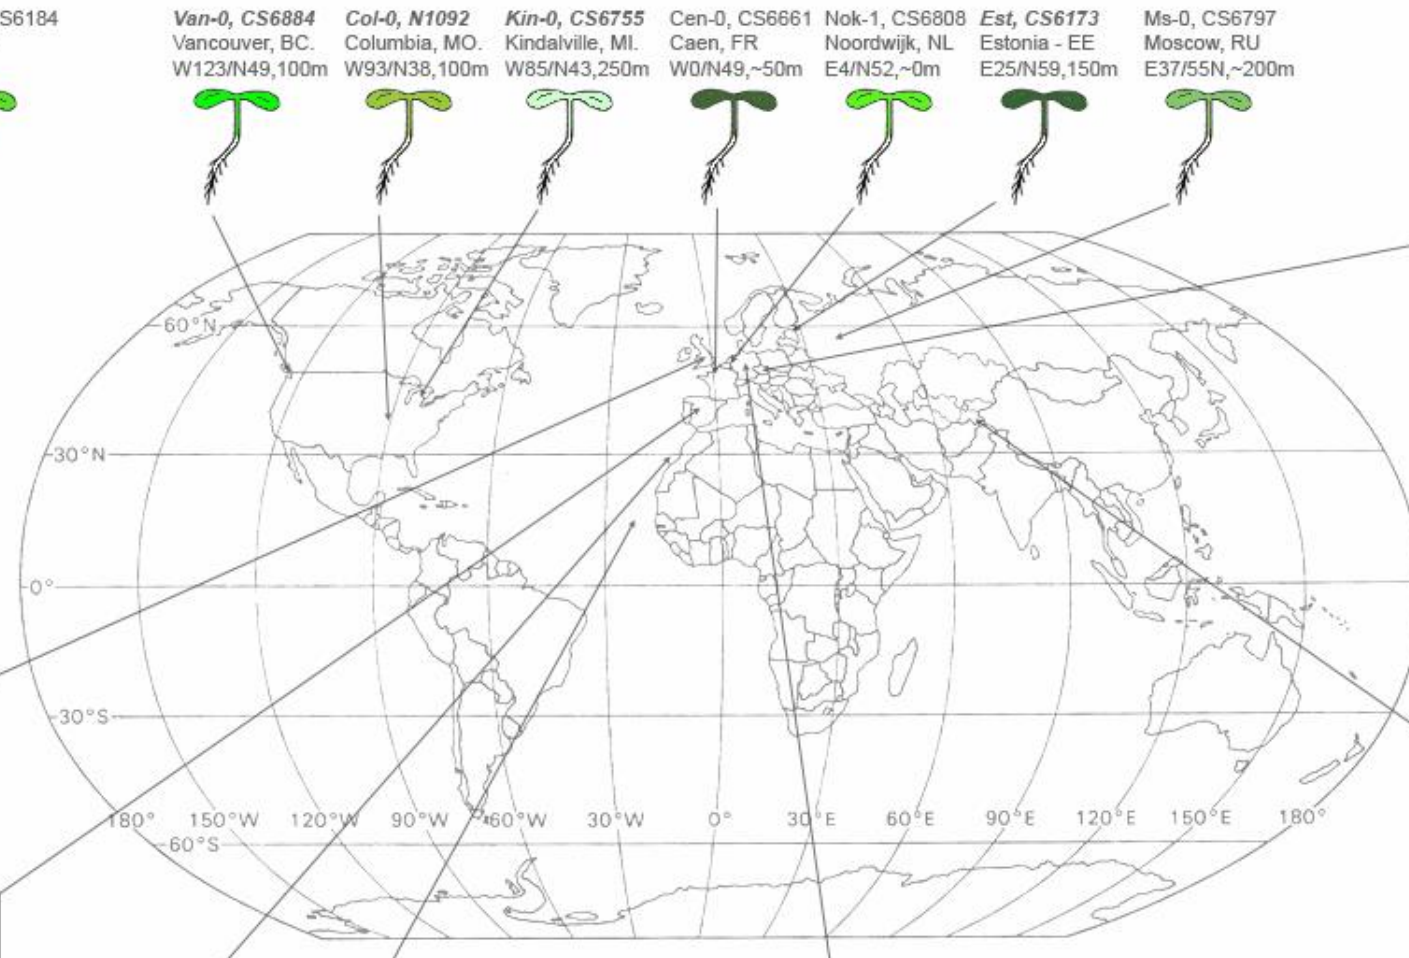 S6184
Van-0, CS6884
Vancouver, BC.
W123/N49,100m
Col-0, N1092
Columbia, MO.
W93/N38,100m
Kin-0, CS6755
Kindalville, MI.
W85/N43,250m
Cen-0, CS6661
Caen, FR
W0/N49,~50m
Nok-1, CS6808
Noordwijk, NL
E4/N52,~0m
Est, CS6173
Estonia - EE
E25/N59,150m
Ms-0, CS6797
Moscow, RU
E37/55N,~200m
60°N
30°N
0°
30°S
180° 150°W 120°W 90°W 60°W 30°W 0° 30°E 60°E 90°E 120°E 150°E 180°
60°S